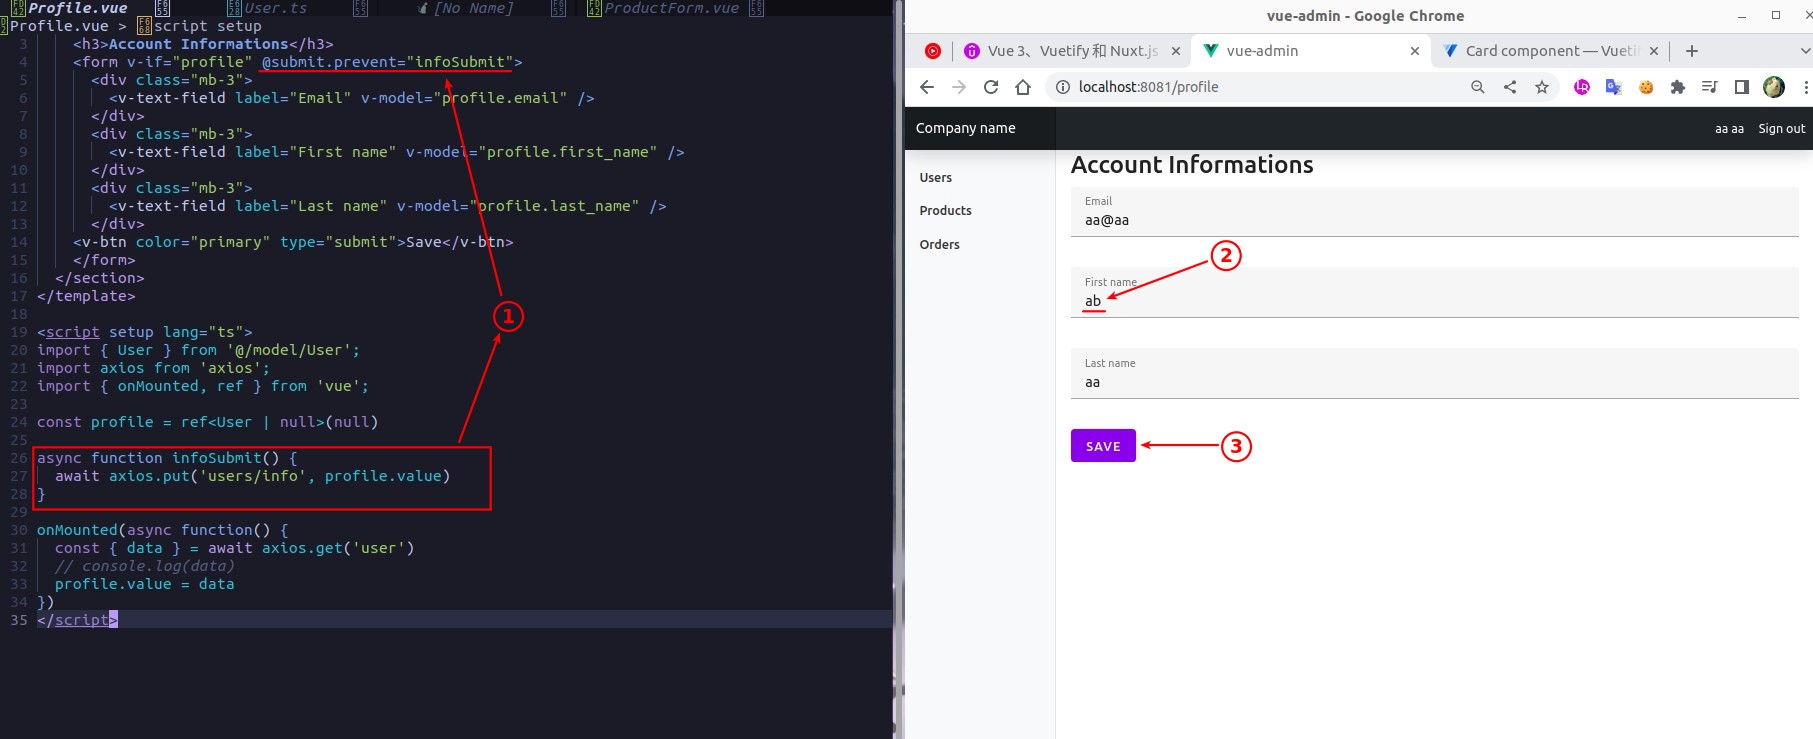 Profile.vue User.ts [No Name] ProductForm.vue
Profile.vue > script setup
3 <h3>Account Informations</h3>
4 <form v-if="profile" @submit.prevent="infoSubmit">
5 <div class="mb-3">
6 <v-text-field label="Email" v-model="profile.email" />
7 </div>
8 <div class="mb-3">
9 <v-text-field label="First name" v-model="profile.first_name" />
10 </div>
11 <div class="mb-3">
12 <v-text-field label="Last name" v-model="profile.last_name" />
13 </div>
14 <v-btn color="primary" type="submit">Save</v-btn>
15 </form>
16 </section>
17 </template>
18
19 <script setup lang="ts">
20 import { User } from '@/model/User';
21 import axios from 'axios';
22 import { onMounted, ref } from 'vue';
23
24 const profile = ref<User | null>(null)
25
26 async function infoSubmit() {
27 await axios.put('users/info', profile.value)
28 }
29
30 onMounted(async function() {
31 const { data } = await axios.get('user')
32 // console.log(data)
33 profile.value = data
34 })
35 </script>
1
vue-admin - Google Chrome
Vue 3、Vuetify 和 Nuxt.js vue-admin Card component — Vueti
localhost:8081/profile
Company name aa aa Sign out
Users
Products
Orders
Account Informations
Email
aa@aa
2
First name
ab
Last name
aa
SAVE
3